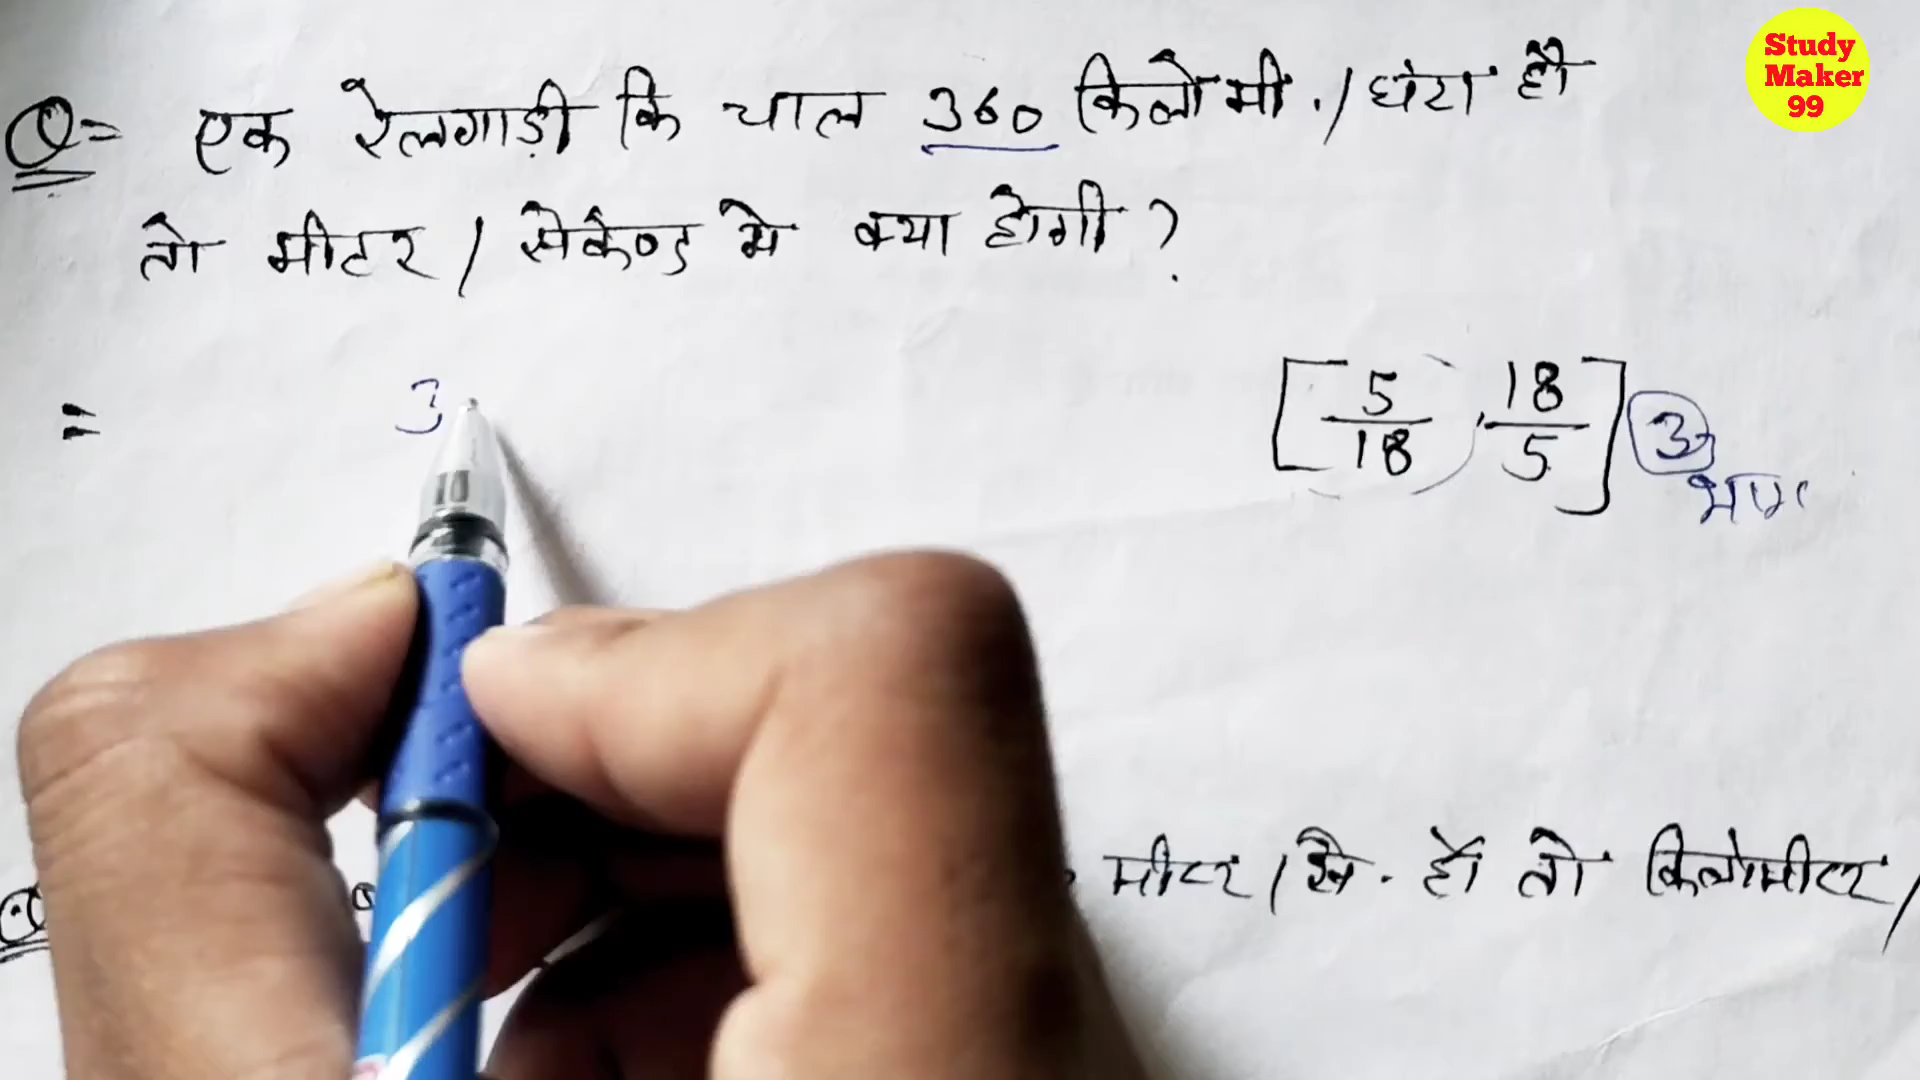 Study
Maker
99
Q= एक रेलगाड़ी कि चाल 360 किलोमी./घंटा हो
तो मीटर / सेकेण्ड मे क्या होगी ?
= 3
[5/18, 18/5] 3
मीटर / से. हो तो किलोमीटर /